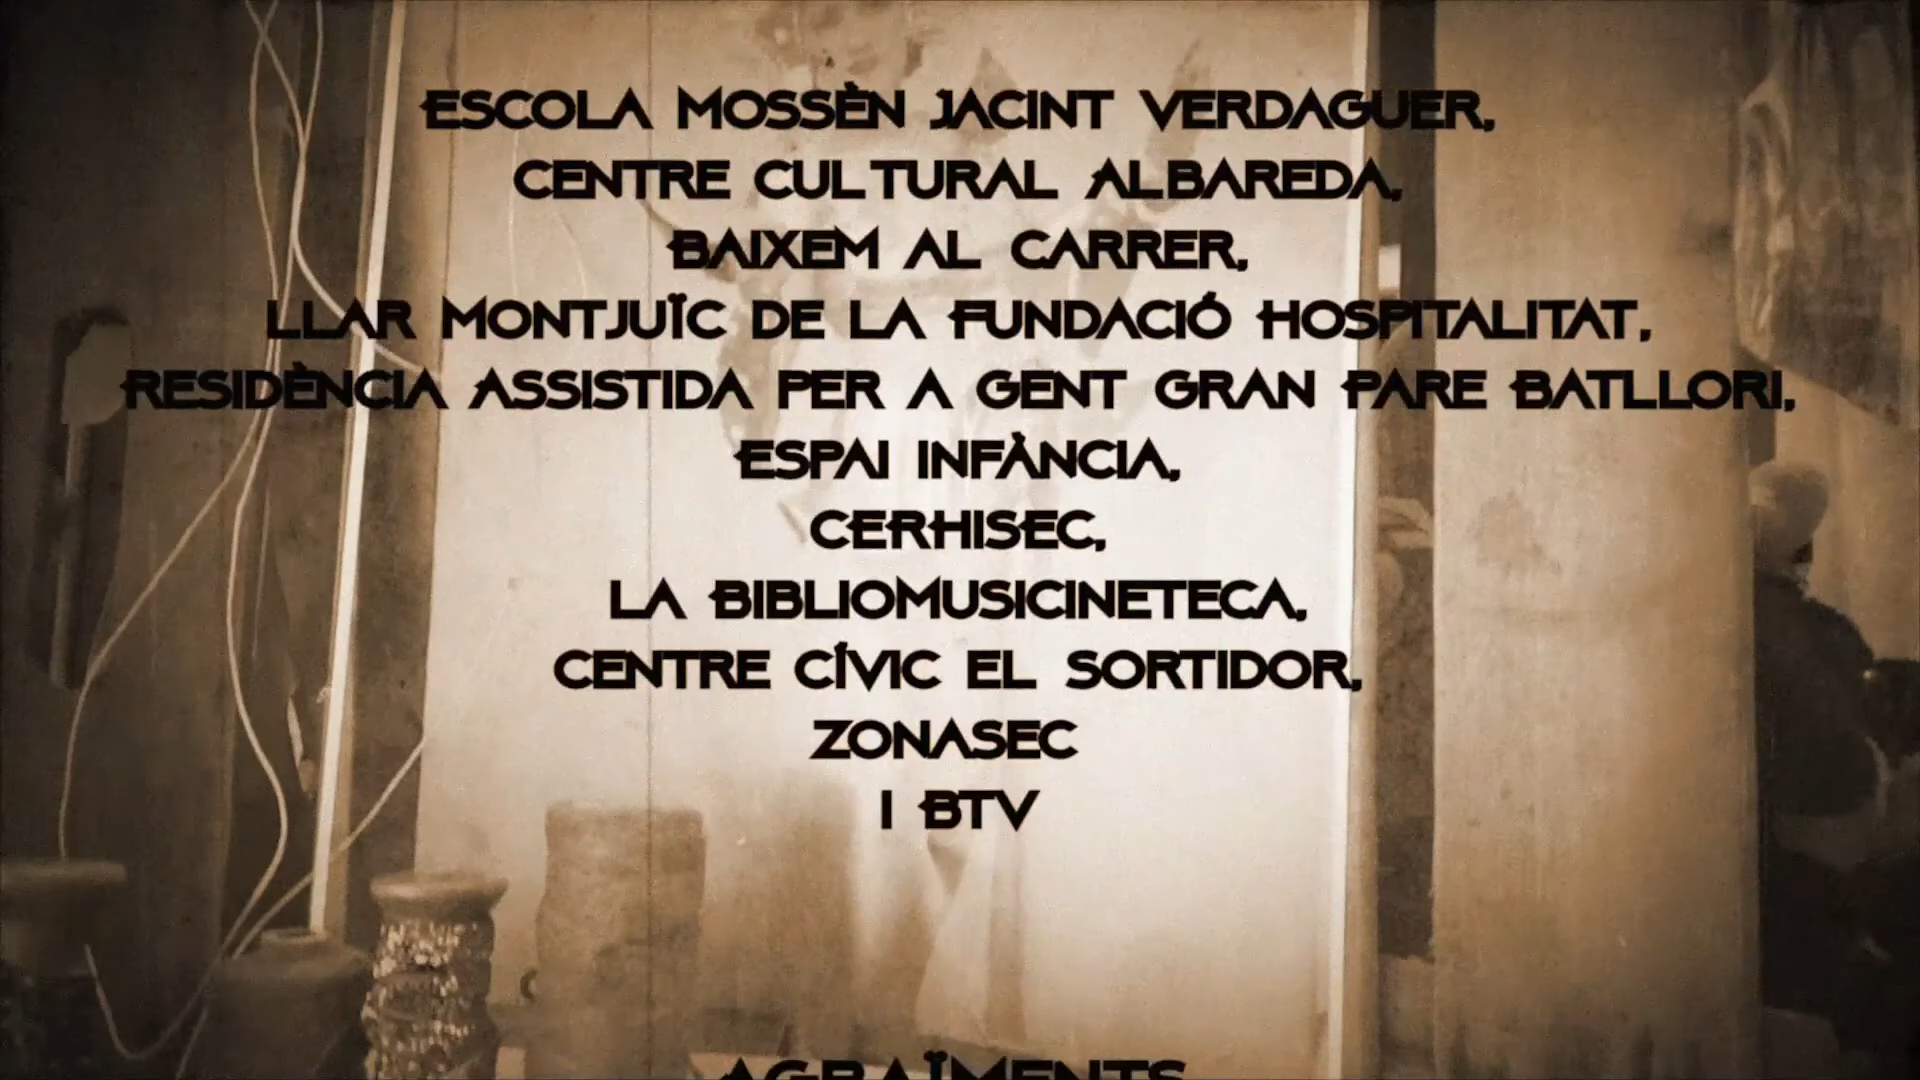 Escola Mossèn Jacint Verdaguer,
Centre Cultural Albareda,
Baixem al carrer,
Llar Montjuïc de la Fundació Hospitalitat,
Residència Assistida per a Gent Gran Pare Batllori,
Espai Infància,
CERHISEC,
La Bibliomusicineteca,
Centre Cívic El Sortidor,
ZONASEC
i BTV
Agraïments